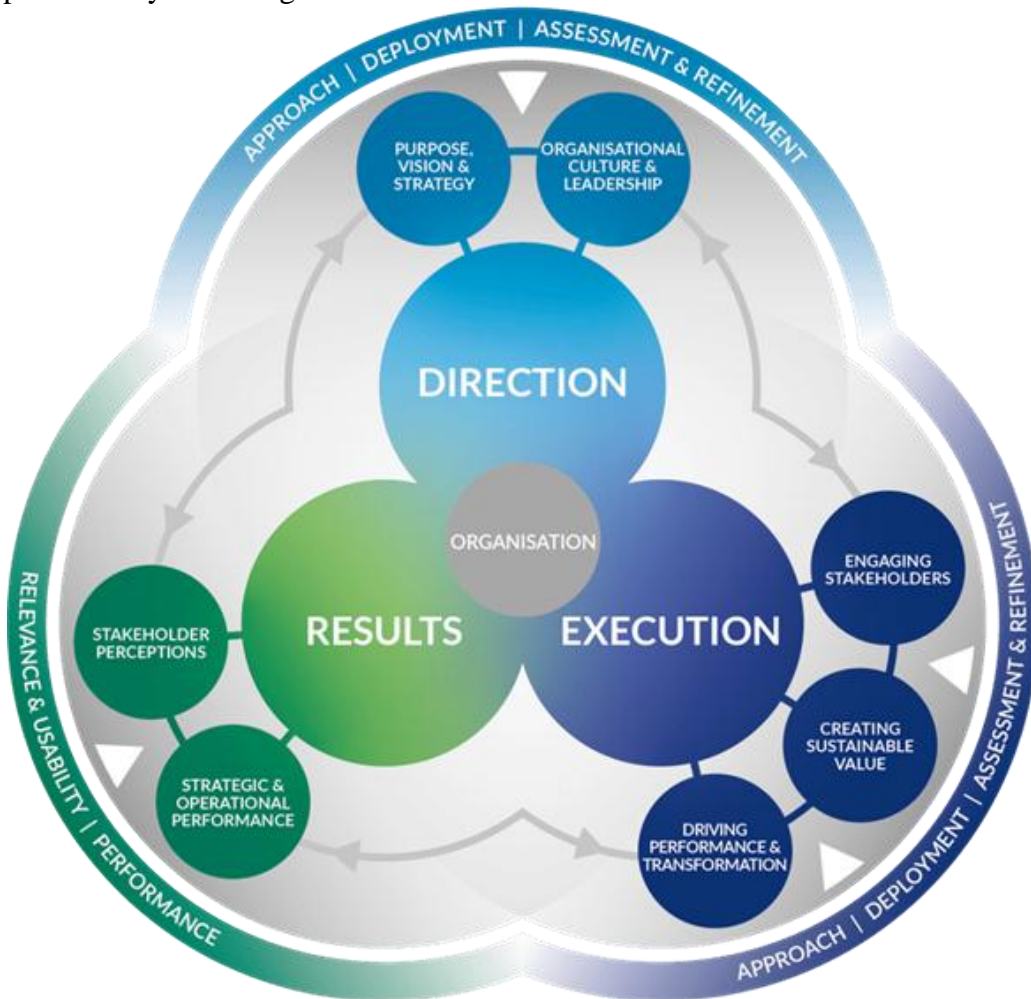 APPROACH | DEPLOYMENT | ASSESSMENT & REFINEMENT
PURPOSE,
VISION &
STRATEGY
ORGANISATIONAL
CULTURE &
LEADERSHIP
DIRECTION
ORGANISATION
RESULTS
EXECUTION
ENGAGING
STAKEHOLDERS
CREATING
SUSTAINABLE
VALUE
DRIVING
PERFORMANCE &
TRANSFORMATION
APPROACH | DEPLOYMENT | ASSESSMENT & REFINEMENT
STAKEHOLDER
PERCEPTIONS
STRATEGIC &
OPERATIONAL
PERFORMANCE
RELEVANCE & USABILITY | PERFORMANCE